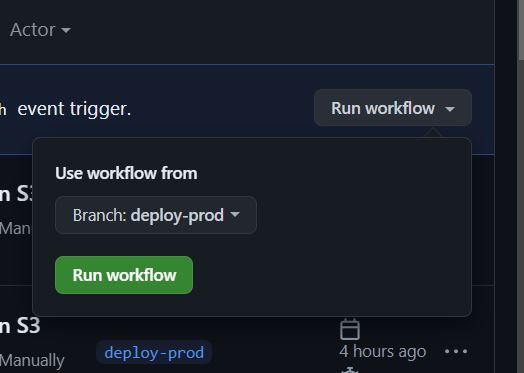 Actor
h event trigger.
Run workflow
Use workflow from
n S3
Branch: deploy-prod
Man
Run workflow
n S3
deploy-prod
Manually
4 hours ago